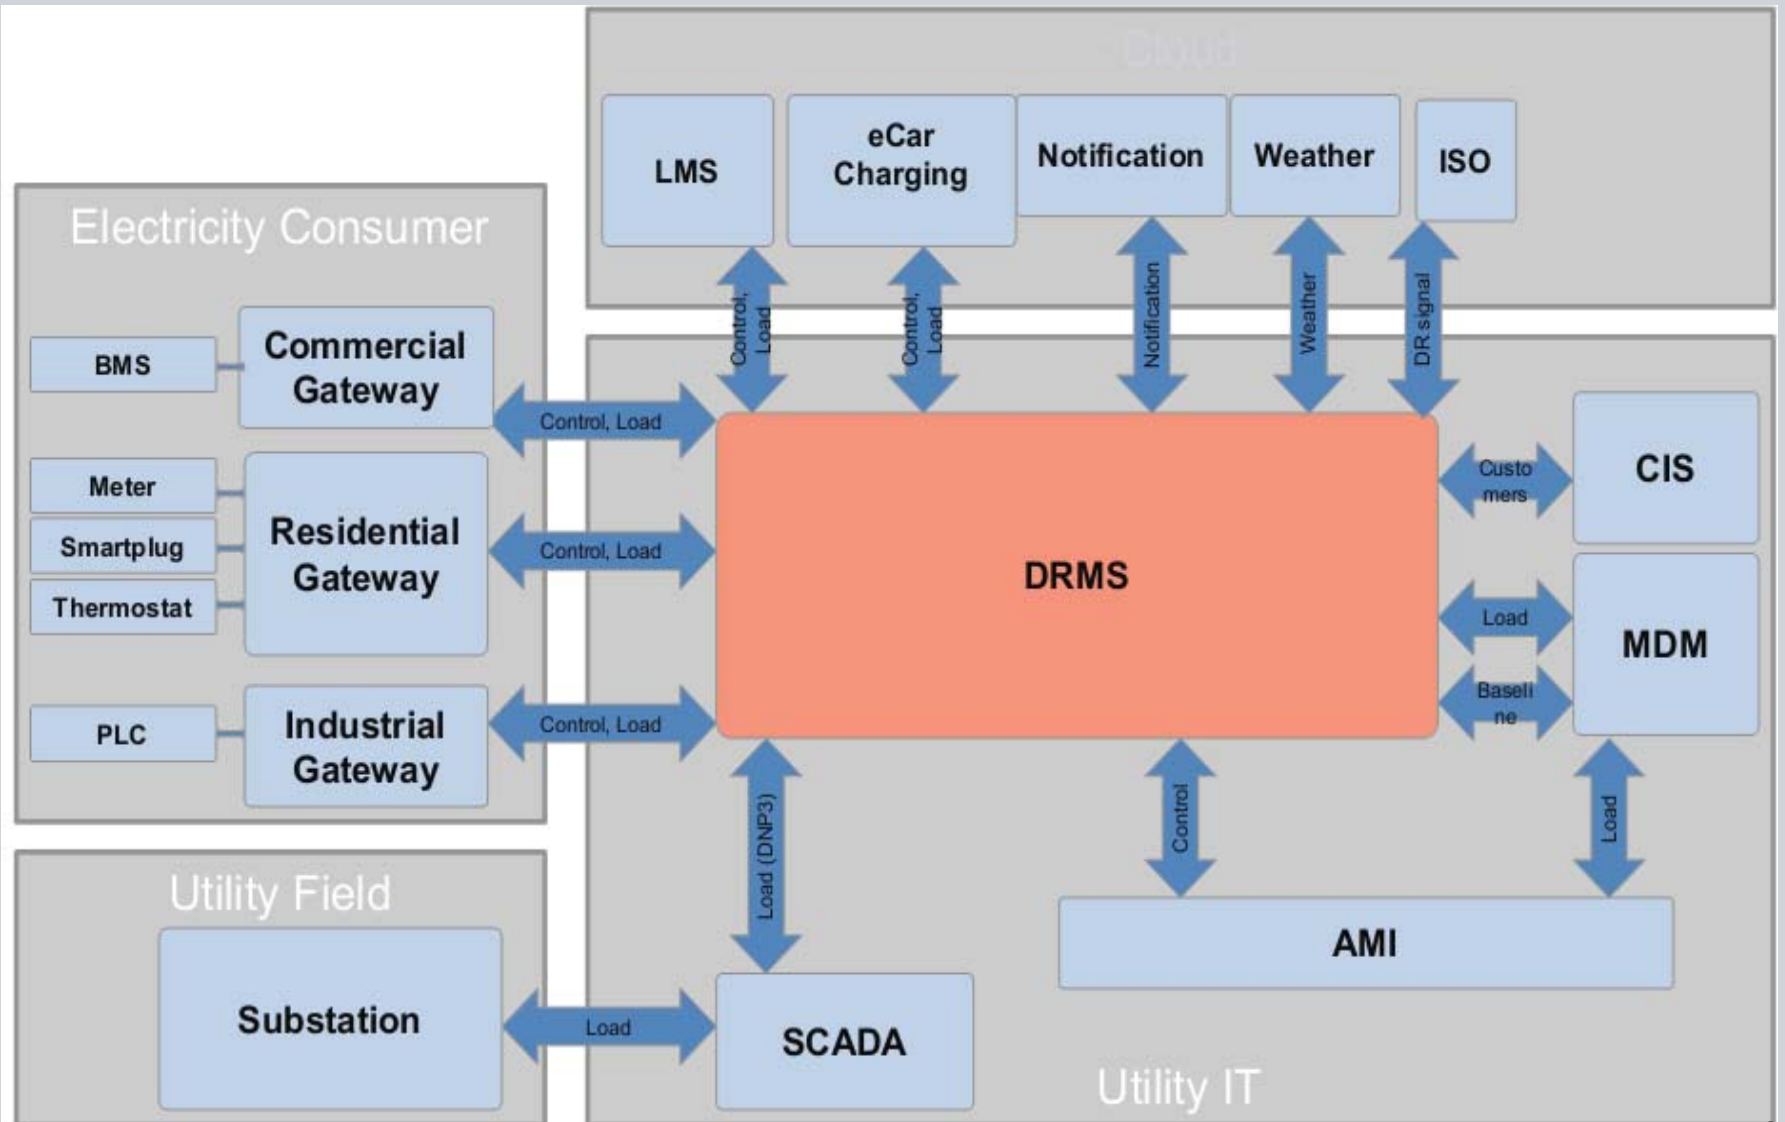 Cloud
LMS
eCar
Charging
Notification
Weather
ISO
Control,
Load
Control,
Load
Notification
Weather
DR signal
Electricity Consumer
BMS
Commercial
Gateway
Control, Load
Meter
Smartplug
Thermostat
Residential
Gateway
Control, Load
PLC
Industrial
Gateway
Control, Load
DRMS
Custo
mers
CIS
Load
Baseli
ne
MDM
Load (DNP3)
Control
Load
Utility Field
Substation
Load
SCADA
AMI
Utility IT